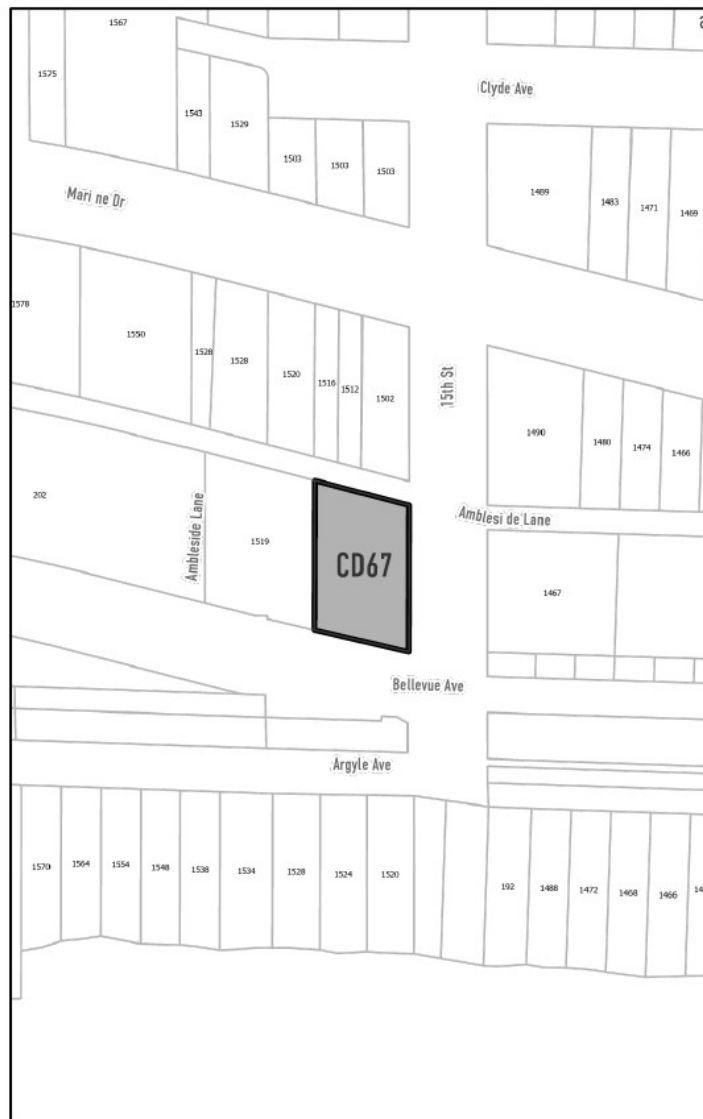 1567
1575
Clyde Ave
1543
1529
1503 1503 1503
1489 1483 1471 1469
Mari ne Dr
1578
1550
1528 1528
1520
1516 1512 1502
15th St
1490
1480 1474 1466
202
Ambleside Lane
1519
CD67
Amblesi de Lane
1467
Bellevue Ave
Argyle Ave
1570 1564 1554 1548 1538 1534 1528 1524 1520
192 1488 1472 1468 1466